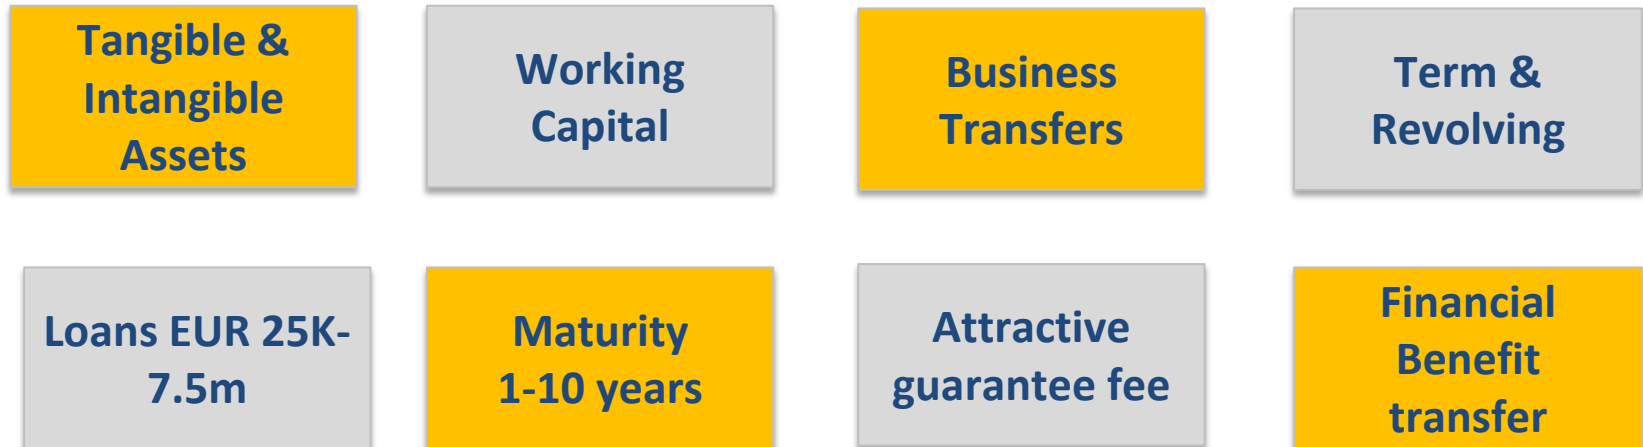 Tangible &
Intangible
Assets
Working
Capital
Business
Transfers
Term &
Revolving
Loans EUR 25K-
7.5m
Maturity
1-10 years
Attractive
guarantee fee
Financial
Benefit
transfer